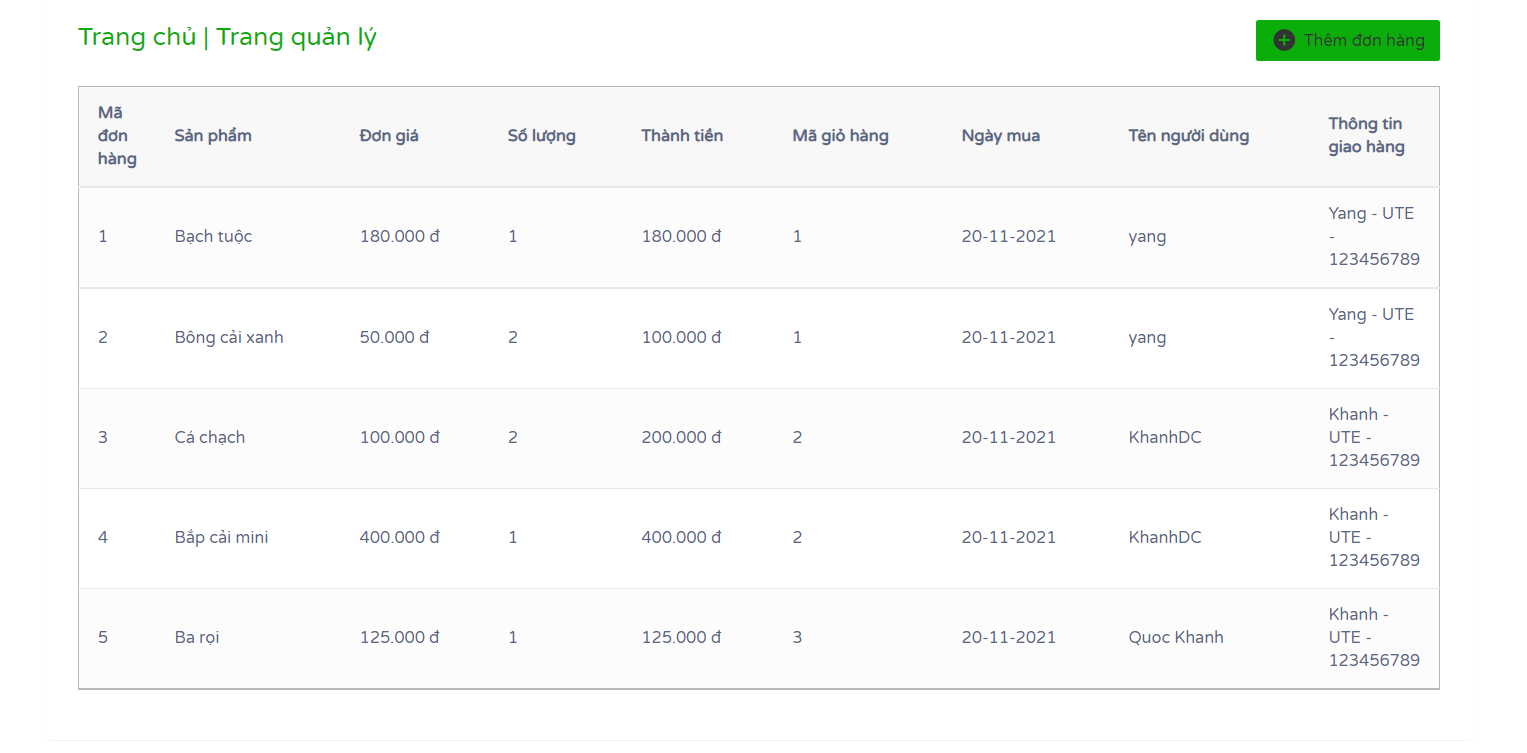 Trang chủ | Trang quản lý
Thêm đơn hàng
Mã đơn hàng Sản phẩm Đơn giá Số lượng Thành tiền Mã giỏ hàng Ngày mua Tên người dùng Thông tin giao hàng
1 Bạch tuộc 180.000 đ 1 180.000 đ 1 20-11-2021 yang Yang - UTE - 123456789
2 Bông cải xanh 50.000 đ 2 100.000 đ 1 20-11-2021 yang Yang - UTE - 123456789
3 Cá chạch 100.000 đ 2 200.000 đ 2 20-11-2021 KhanhDC Khanh - UTE - 123456789
4 Bắp cải mini 400.000 đ 1 400.000 đ 2 20-11-2021 KhanhDC Khanh - UTE - 123456789
5 Ba rọi 125.000 đ 1 125.000 đ 3 20-11-2021 Quoc Khanh Khanh - UTE - 123456789